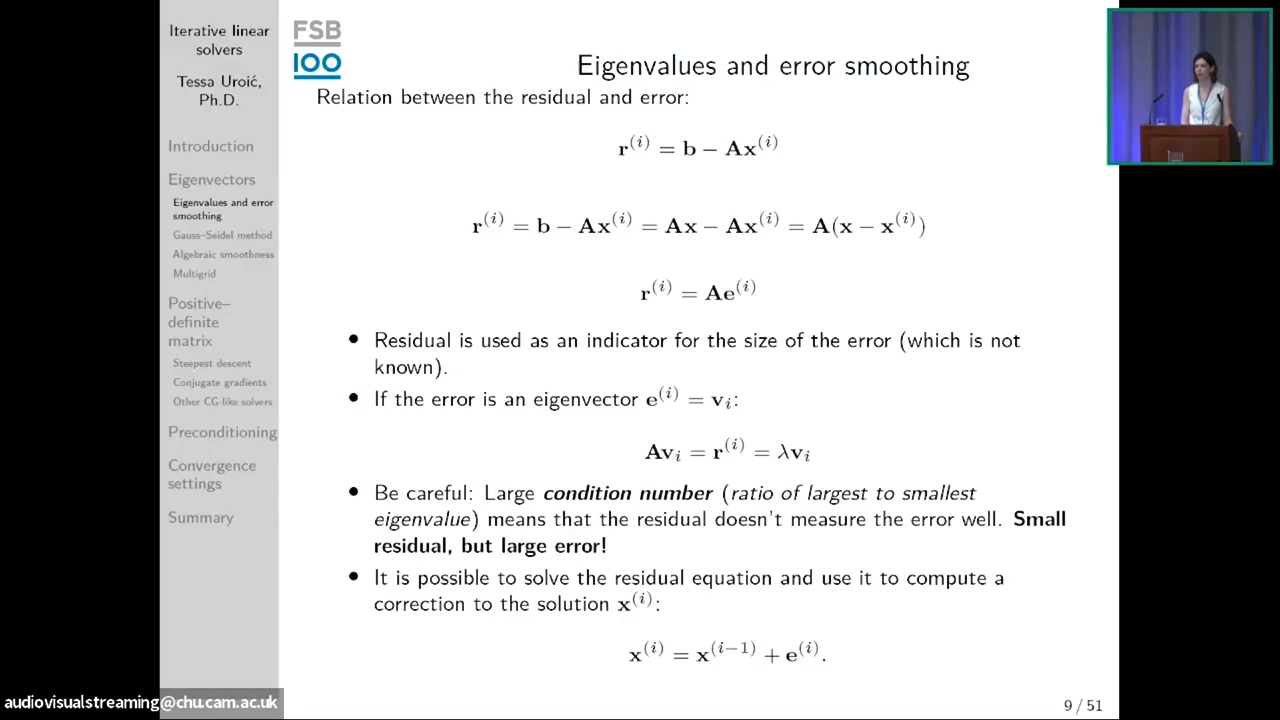 Iterative linear
solvers
Tessa Uroić,
Ph.D.
Introduction
Eigenvectors
Eigenvalues and error
smoothing
Gauss–Seidel method
Algebraic smoothness
Multigrid
Positive–
definite
matrix
Steepest descent
Conjugate gradients
Other CG-like solvers
Preconditioning
Convergence
settings
Summary
FSB
100
Eigenvalues and error smoothing
Relation between the residual and error:
r^(i) = b − Ax^(i)
r^(i) = b − Ax^(i) = Ax − Ax^(i) = A(x − x^(i))
r^(i) = Ae^(i)
• Residual is used as an indicator for the size of the error (which is not
known).
• If the error is an eigenvector e^(i) = v_i:
Av_i = r^(i) = λv_i
• Be careful: Large condition number (ratio of largest to smallest
eigenvalue) means that the residual doesn't measure the error well. Small
residual, but large error!
• It is possible to solve the residual equation and use it to compute a
correction to the solution x^(i):
x^(i) = x^(i−1) + e^(i).
9 / 51
audiovisualstreaming@chu.cam.ac.uk